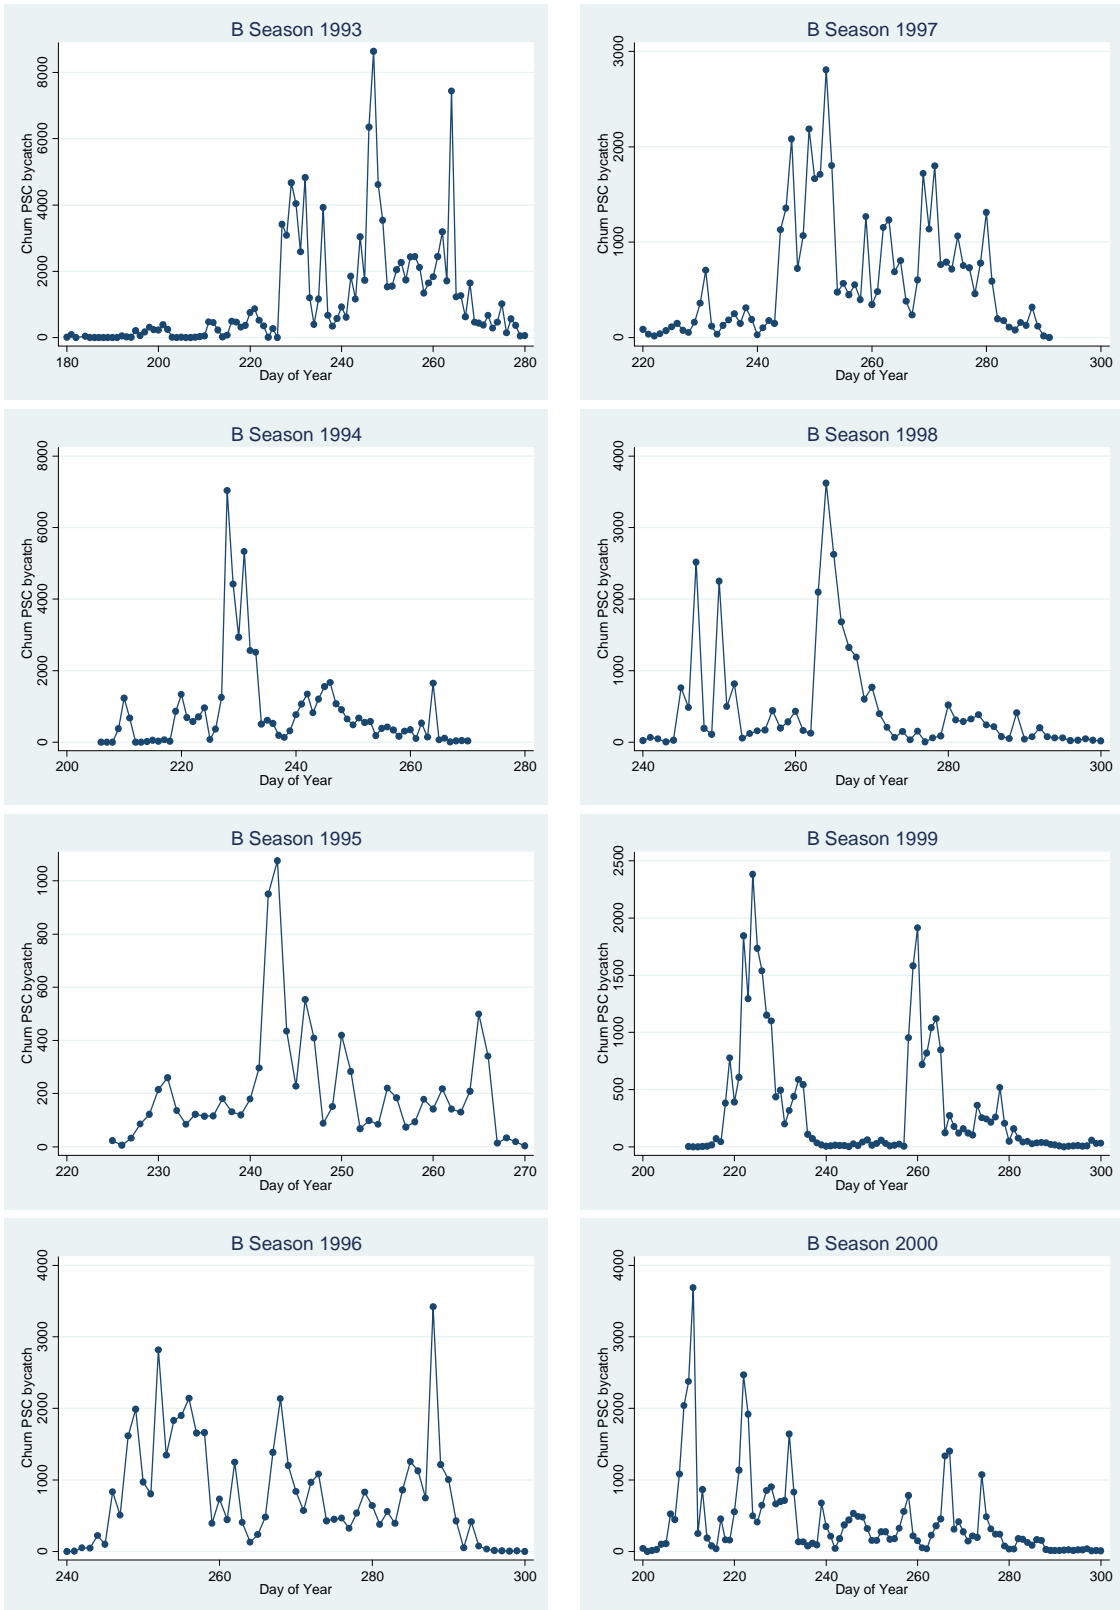 B Season 1993
Chum PSC bycatch
0 2000 4000 6000 8000
180 200 220 240 260 280
Day of Year
B Season 1994
Chum PSC bycatch
0 2000 4000 6000 8000
200 220 240 260 280
Day of Year
B Season 1995
Chum PSC bycatch
0 200 400 600 800 1000
220 230 240 250 260 270
Day of Year
B Season 1996
Chum PSC bycatch
0 1000 2000 3000 4000
240 260 280 300
Day of Year
B Season 1997
Chum PSC bycatch
0 1000 2000 3000
220 240 260 280 300
Day of Year
B Season 1998
Chum PSC bycatch
0 1000 2000 3000 4000
240 260 280 300
Day of Year
B Season 1999
Chum PSC bycatch
0 500 1000 1500 2000 2500
200 220 240 260 280 300
Day of Year
B Season 2000
Chum PSC bycatch
0 1000 2000 3000 4000
200 220 240 260 280 300
Day of Year